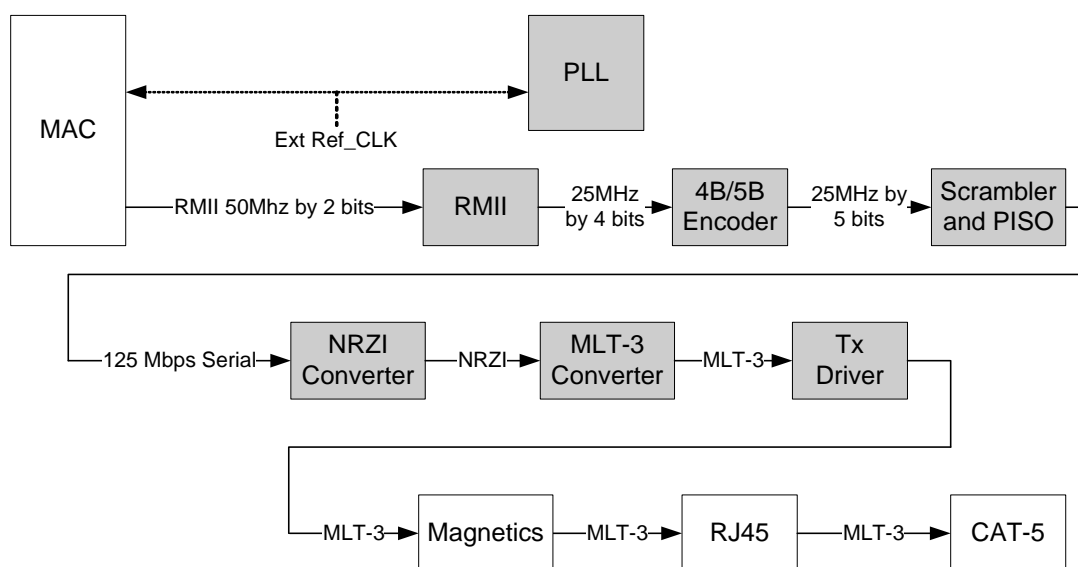 MAC
PLL
Ext Ref_CLK
RMII 50Mhz by 2 bits
RMII
25MHz
by 4 bits
4B/5B
Encoder
25MHz by
5 bits
Scrambler
and PISO
125 Mbps Serial
NRZI
Converter
NRZI
MLT-3
Converter
MLT-3
Tx
Driver
MLT-3
Magnetics
MLT-3
RJ45
MLT-3
CAT-5